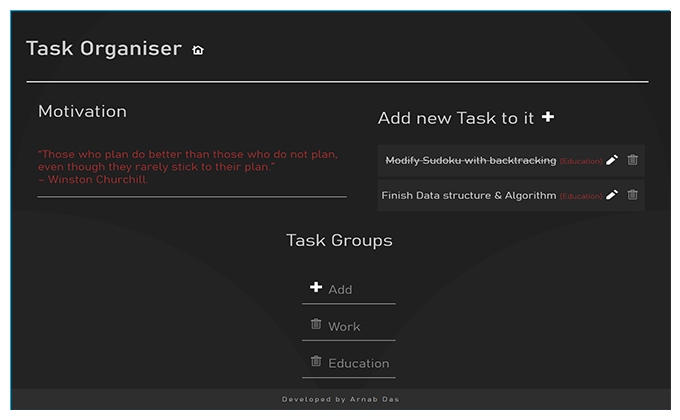 Task Organiser
Motivation
“Those who plan do better than those who do not plan,
even though they rarely stick to their plan.”
– Winston Churchill.
Add new Task to it
Modify Sudoku with backtracking (Education)
Finish Data structure & Algorithm (Education)
Task Groups
Add
Work
Education
Developed by Arnab Das